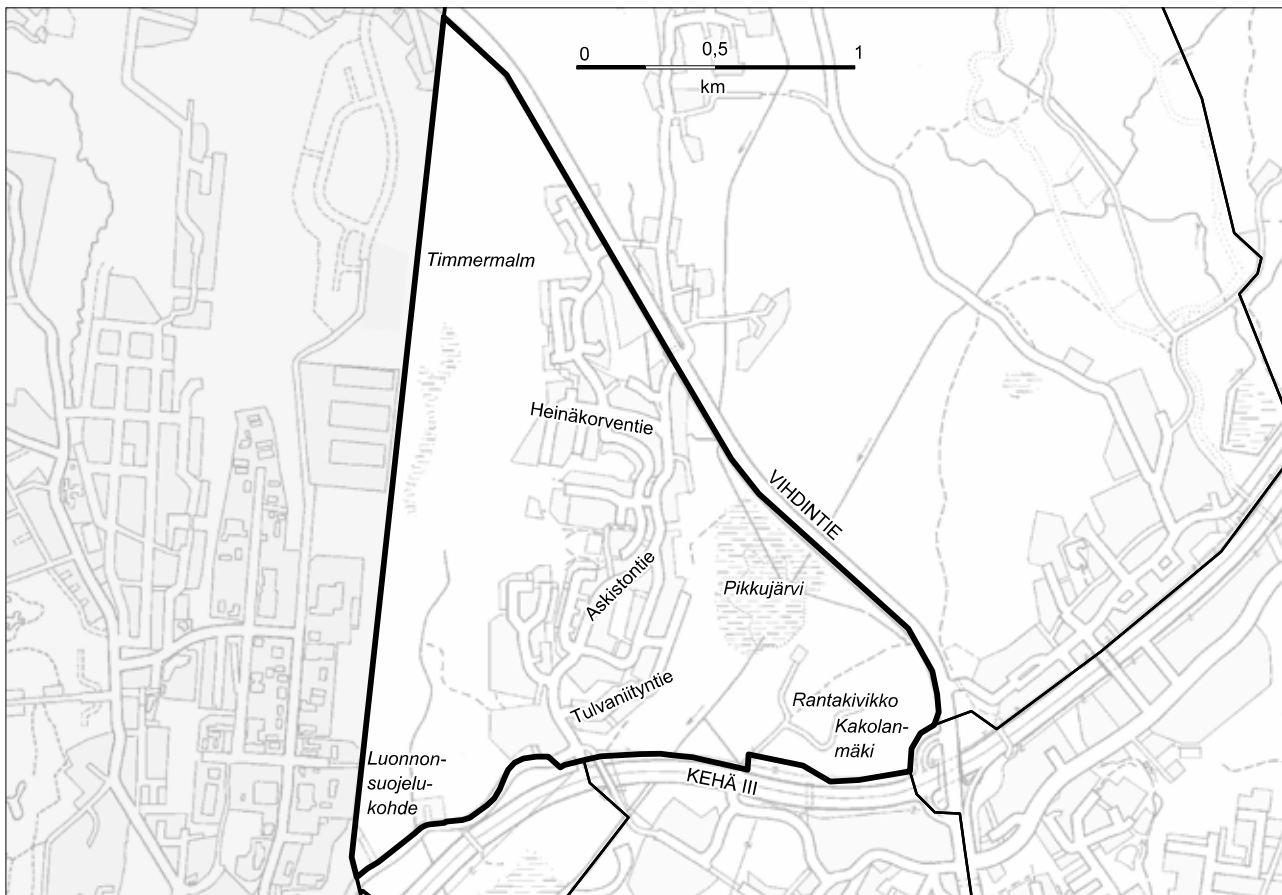 0 0,5 1
km
Timmermalm
Heinäkorventie
VIHDINTIE
Askistontie
Pikkujärvi
Tulvaniityntie
Rantakivikko
Kakolan-
mäki
Luonnon-
suojelu-
kohde
KEHÄ III